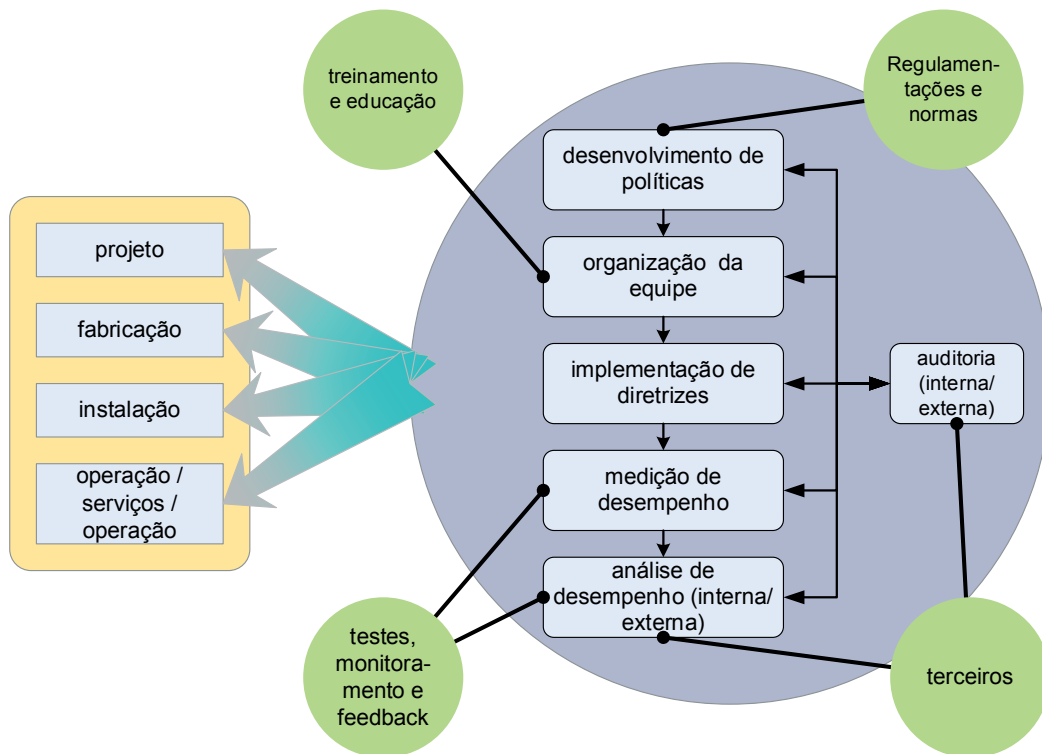 treinamento
e educação
Regulamen-
tações e
normas
desenvolvimento de
políticas
organização da
equipe
implementação de
diretrizes
medição de
desempenho
análise de
desempenho (interna/
externa)
auditoria
(interna/
externa)
projeto
fabricação
instalação
operação /
serviços /
operação
testes,
monitora-
mento e
feedback
terceiros